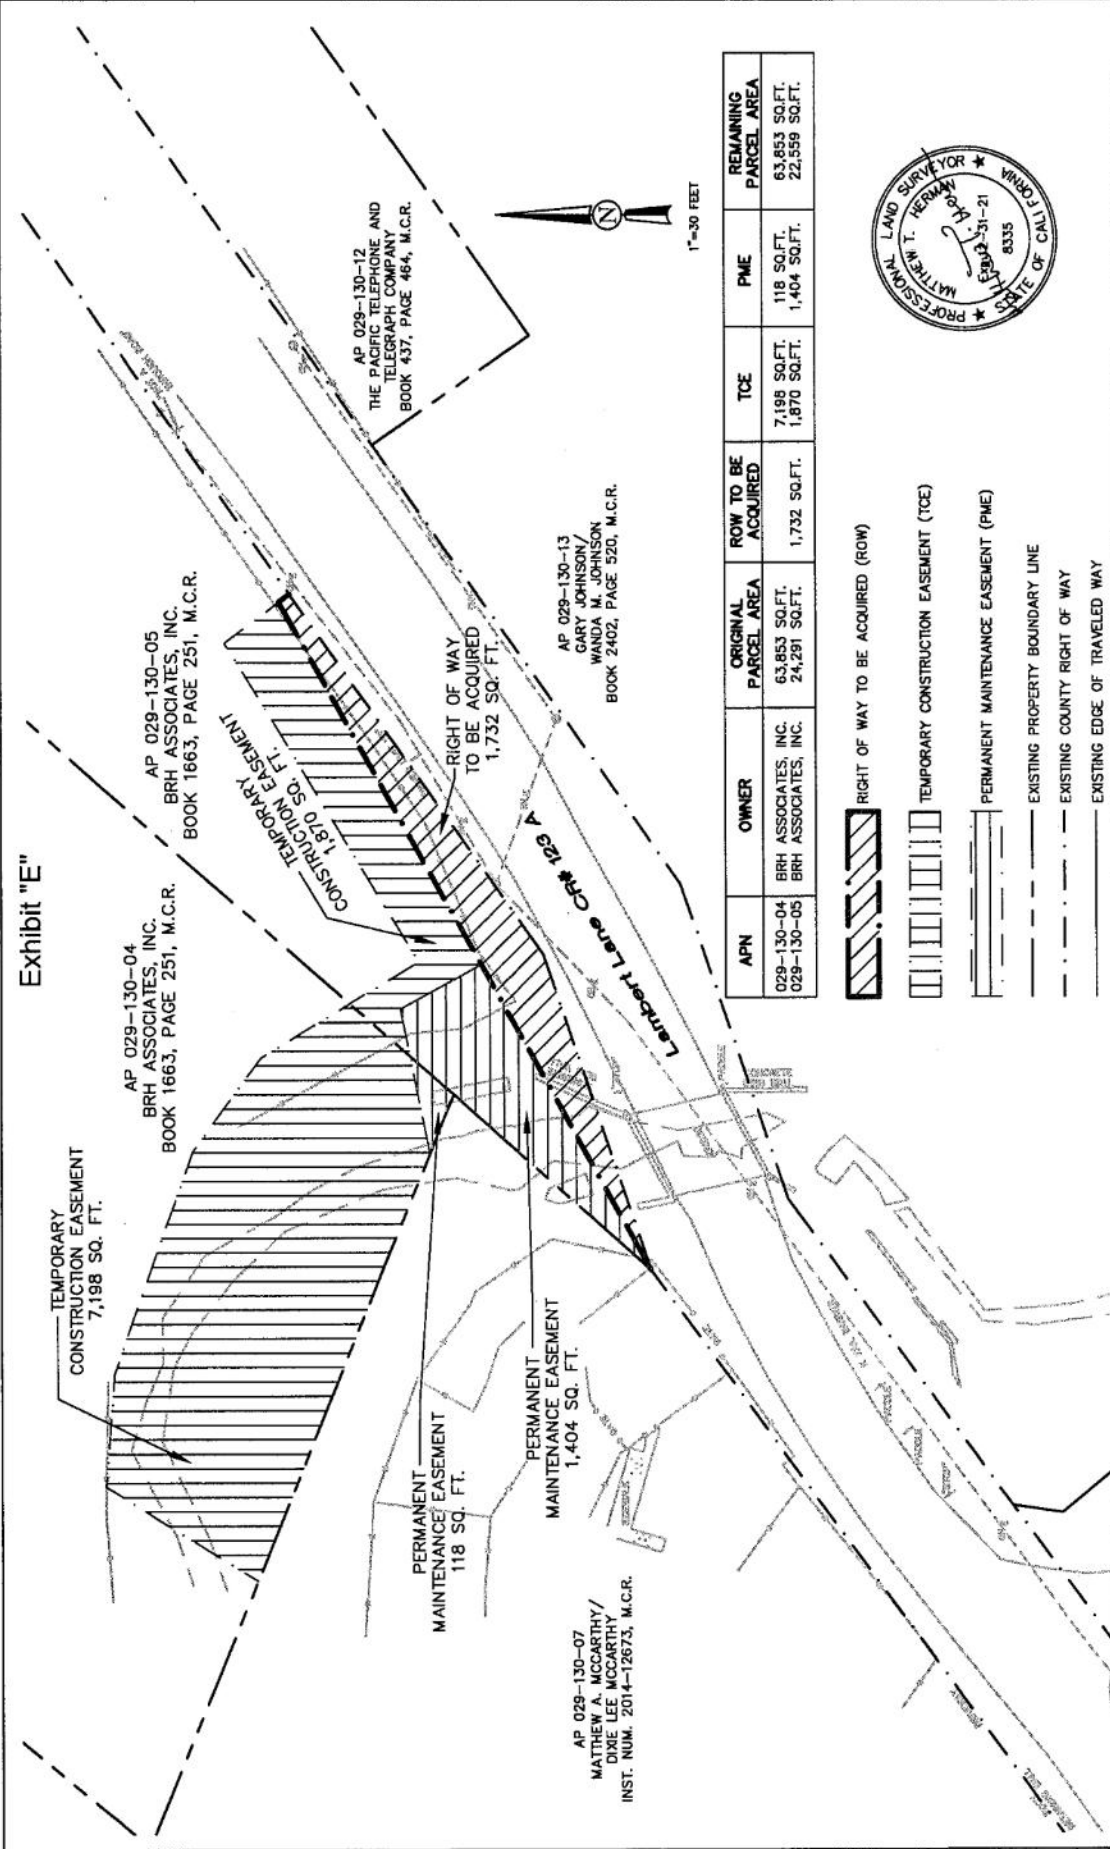 Exhibit "E"
TEMPORARY
CONSTRUCTION EASEMENT
7,198 SQ. FT.
AP 029-130-04
BRH ASSOCIATES, INC.
BOOK 1663, PAGE 251, M.C.R.
AP 029-130-05
BRH ASSOCIATES, INC.
BOOK 1663, PAGE 251, M.C.R.
TEMPORARY
CONSTRUCTION EASEMENT
1,870 SQ. FT.
AP 029-130-12
THE PACIFIC TELEPHONE AND
TELEGRAPH COMPANY
BOOK 437, PAGE 464, M.C.R.
PERMANENT
MAINTENANCE EASEMENT
118 SQ. FT.
PERMANENT
MAINTENANCE EASEMENT
1,404 SQ. FT.
RIGHT OF WAY
TO BE ACQUIRED
1,732 SQ. FT.
AP 029-130-13
GARY JOHNSON/
WANDA M. JOHNSON
BOOK 2402, PAGE 520, M.C.R.
AP 029-130-07
MATTHEW A. MCCARTHY/
DIXIE LEE MCCARTHY
INST. NUM. 2014-12673, M.C.R.
Lambert Lane CR# 123 A
N
1"=30 FEET
APN OWNER ORIGINAL PARCEL AREA ROW TO BE ACQUIRED TCE PME REMAINING PARCEL AREA
029-130-04 BRH ASSOCIATES, INC. 63,853 SQ.FT. 7,198 SQ.FT. 118 SQ.FT. 63,853 SQ.FT.
029-130-05 BRH ASSOCIATES, INC. 24,291 SQ.FT. 1,732 SQ.FT. 1,870 SQ.FT. 1,404 SQ.FT. 22,559 SQ.FT.
RIGHT OF WAY TO BE ACQUIRED (ROW)
TEMPORARY CONSTRUCTION EASEMENT (TCE)
PERMANENT MAINTENANCE EASEMENT (PME)
EXISTING PROPERTY BOUNDARY LINE
EXISTING COUNTY RIGHT OF WAY
EXISTING EDGE OF TRAVELED WAY
PROFESSIONAL LAND SURVEYOR
MATTHEW T. HERMAN
8335
STATE OF CALIFORNIA